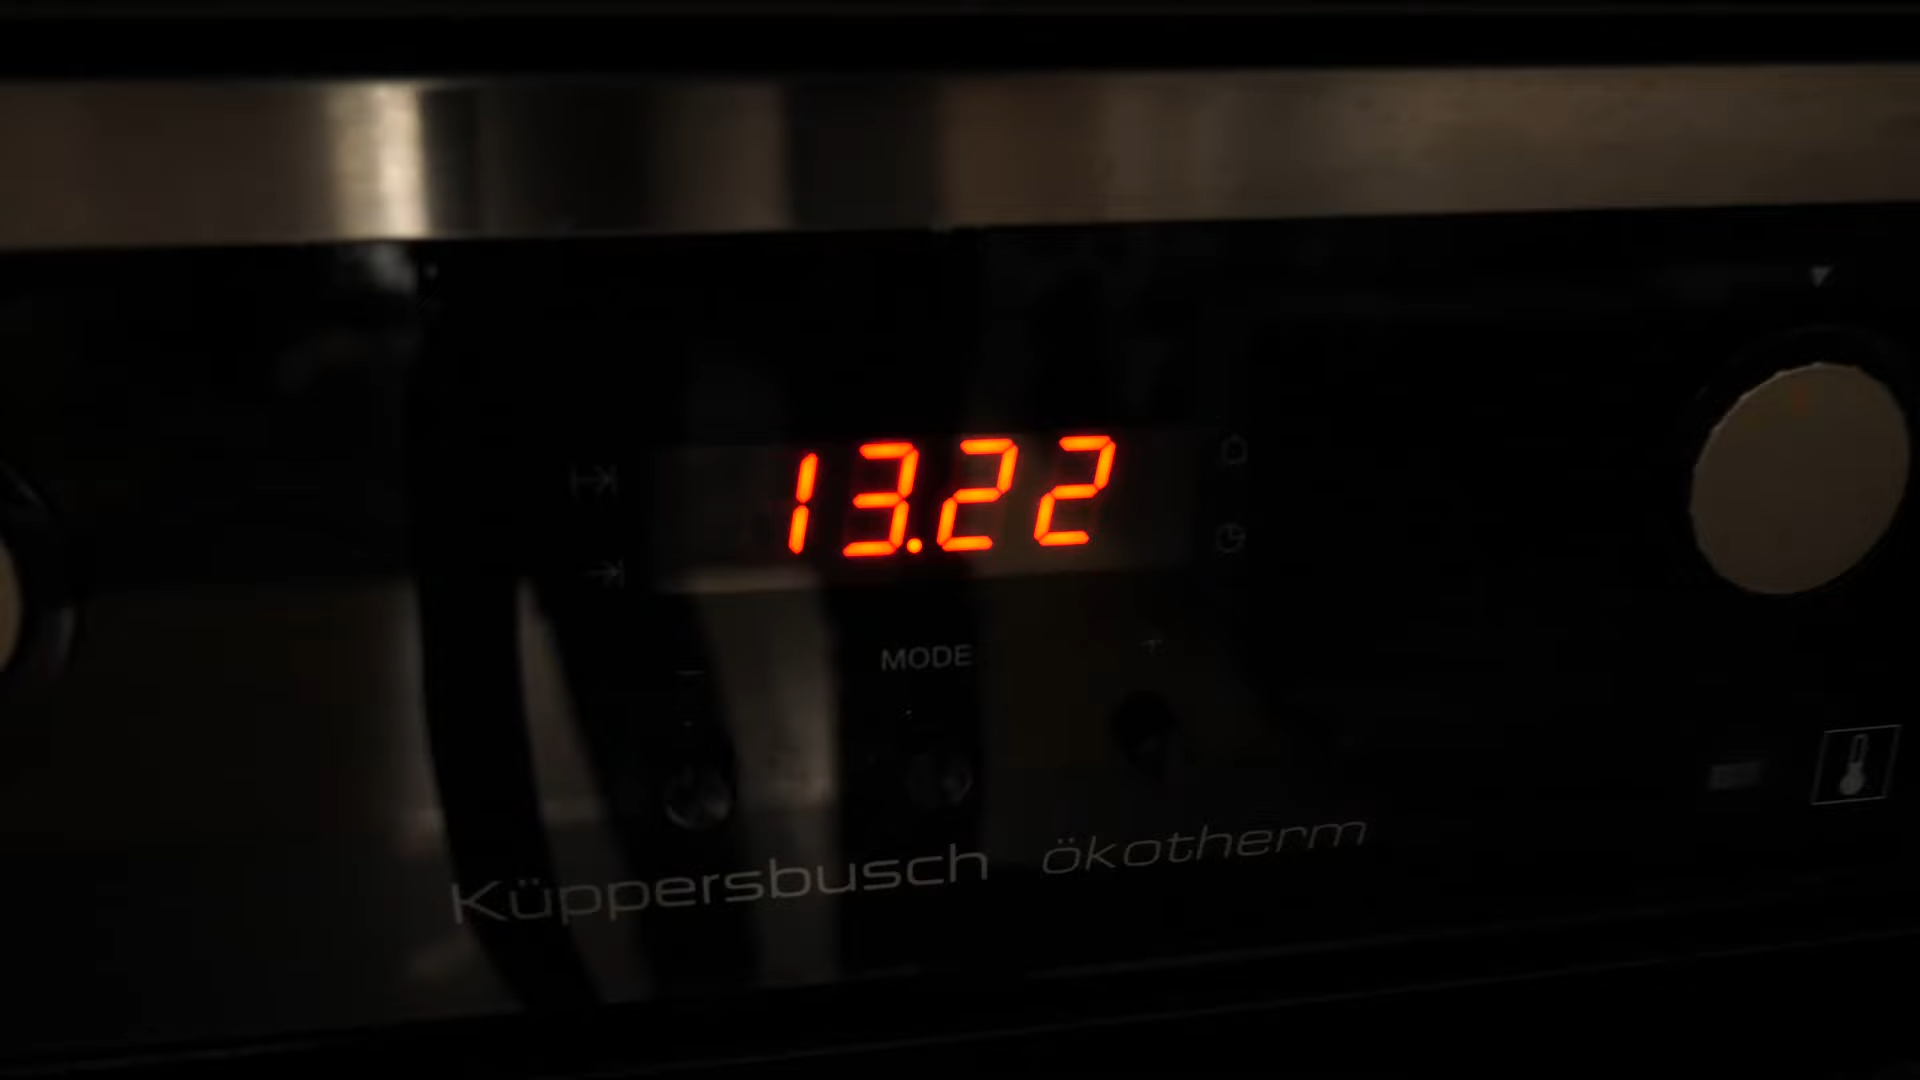 13.22
MODE
- +
Küppersbusch ökotherm